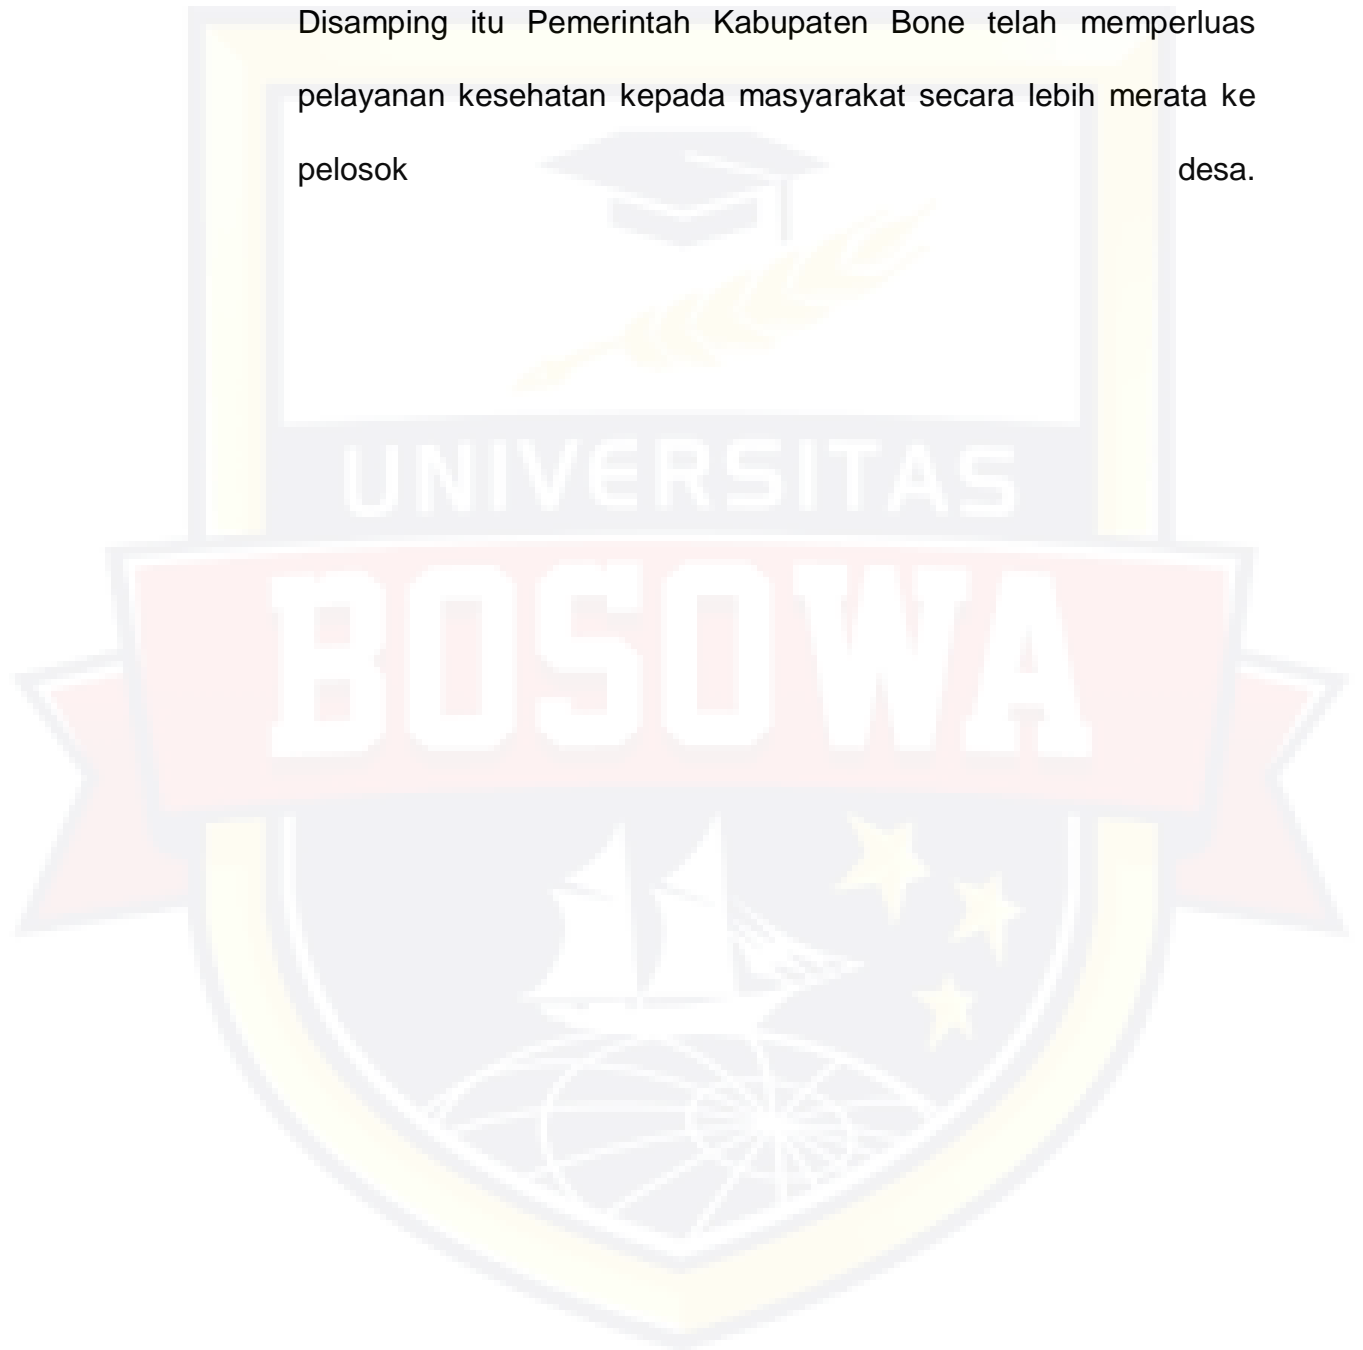 Disamping itu Pemerintah Kabupaten Bone telah memperluas
pelayanan kesehatan kepada masyarakat secara lebih merata ke
pelosok desa.
UNIVERSITAS
BOSOWA